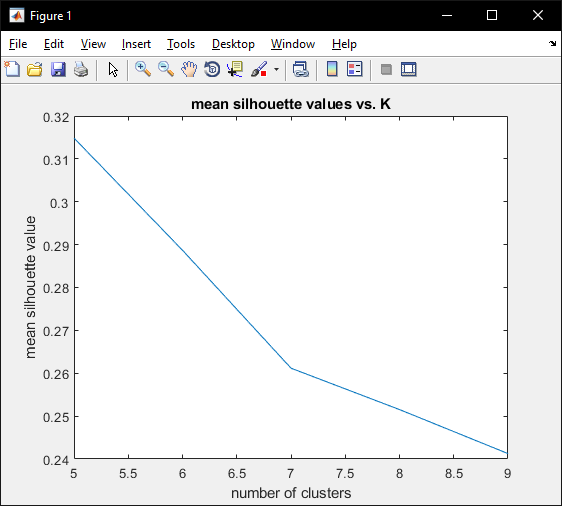 Figure 1
File Edit View Insert Tools Desktop Window Help
mean silhouette values vs. K
0.32
0.31
0.3
0.29
0.28
0.27
0.26
0.25
0.24
mean silhouette value
5 5.5 6 6.5 7 7.5 8 8.5 9
number of clusters